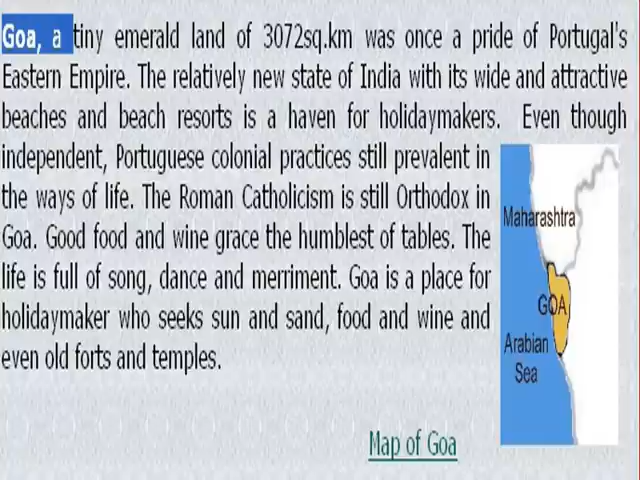 Goa, a tiny emerald land of 3072sq.km was once a pride of Portugal's
Eastern Empire. The relatively new state of India with its wide and attractive
beaches and beach resorts is a haven for holidaymakers. Even though
independent, Portuguese colonial practices still prevalent in
the ways of life. The Roman Catholicism is still Orthodox in
Goa. Good food and wine grace the humblest of tables. The
life is full of song, dance and merriment. Goa is a place for
holidaymaker who seeks sun and sand, food and wine and
even old forts and temples.
Maharashtra
GOA
Arabian
Sea
Map of Goa